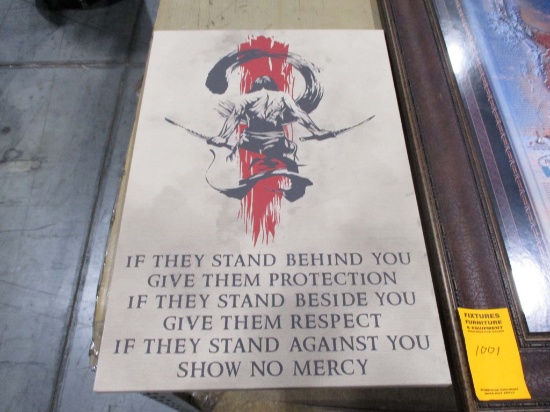 IF THEY STAND BEHIND YOU
GIVE THEM PROTECTION
IF THEY STAND BESIDE YOU
GIVE THEM RESPECT
IF THEY STAND AGAINST YOU
SHOW NO MERCY
FIXTURES
FURNITURE
& EQUIPMENT
1001